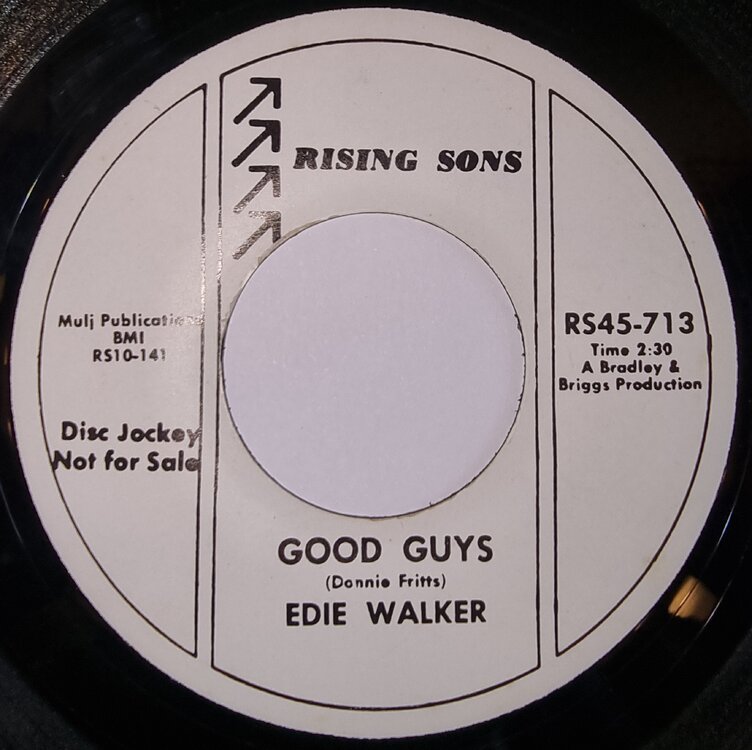 RISING SONS
Mulj Publications
BMI
RS10-141
Disc Jockey
Not for Sale
RS45-713
Time 2:30
A Bradley &
Briggs Production
GOOD GUYS
(Donnie Fritts)
EDIE WALKER